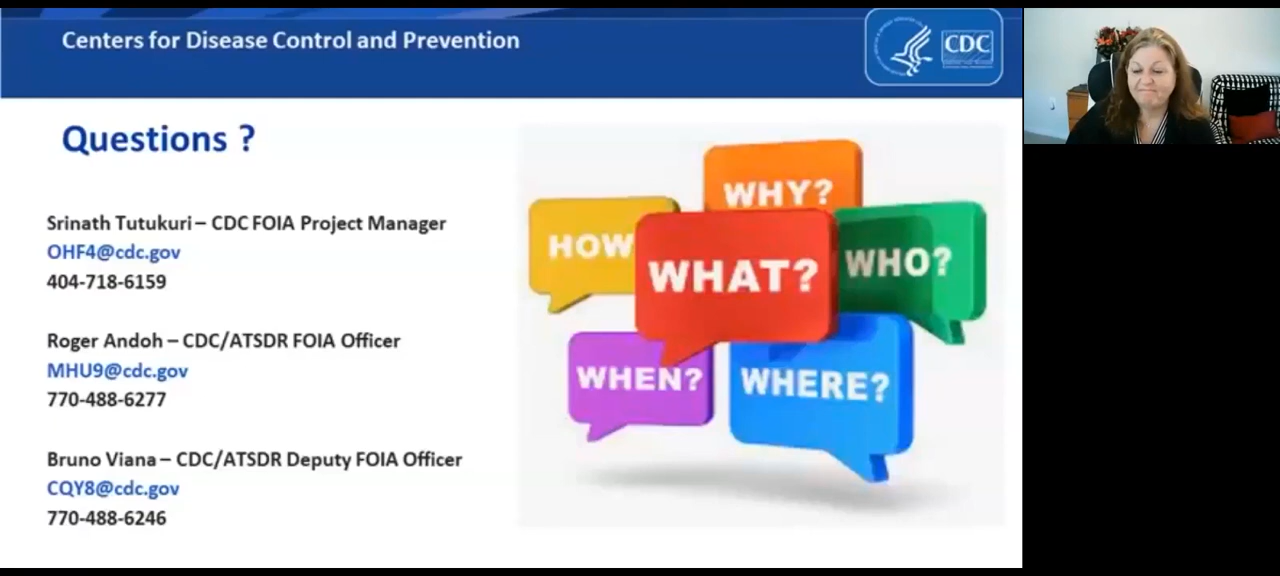 Centers for Disease Control and Prevention
CDC
Questions ?
Srinath Tutukuri – CDC FOIA Project Manager
OHF4@cdc.gov
404-718-6159
Roger Andoh – CDC/ATSDR FOIA Officer
MHU9@cdc.gov
770-488-6277
Bruno Viana – CDC/ATSDR Deputy FOIA Officer
CQY8@cdc.gov
770-488-6246
WHY?
HOW
WHAT?
WHO?
WHEN?
WHERE?